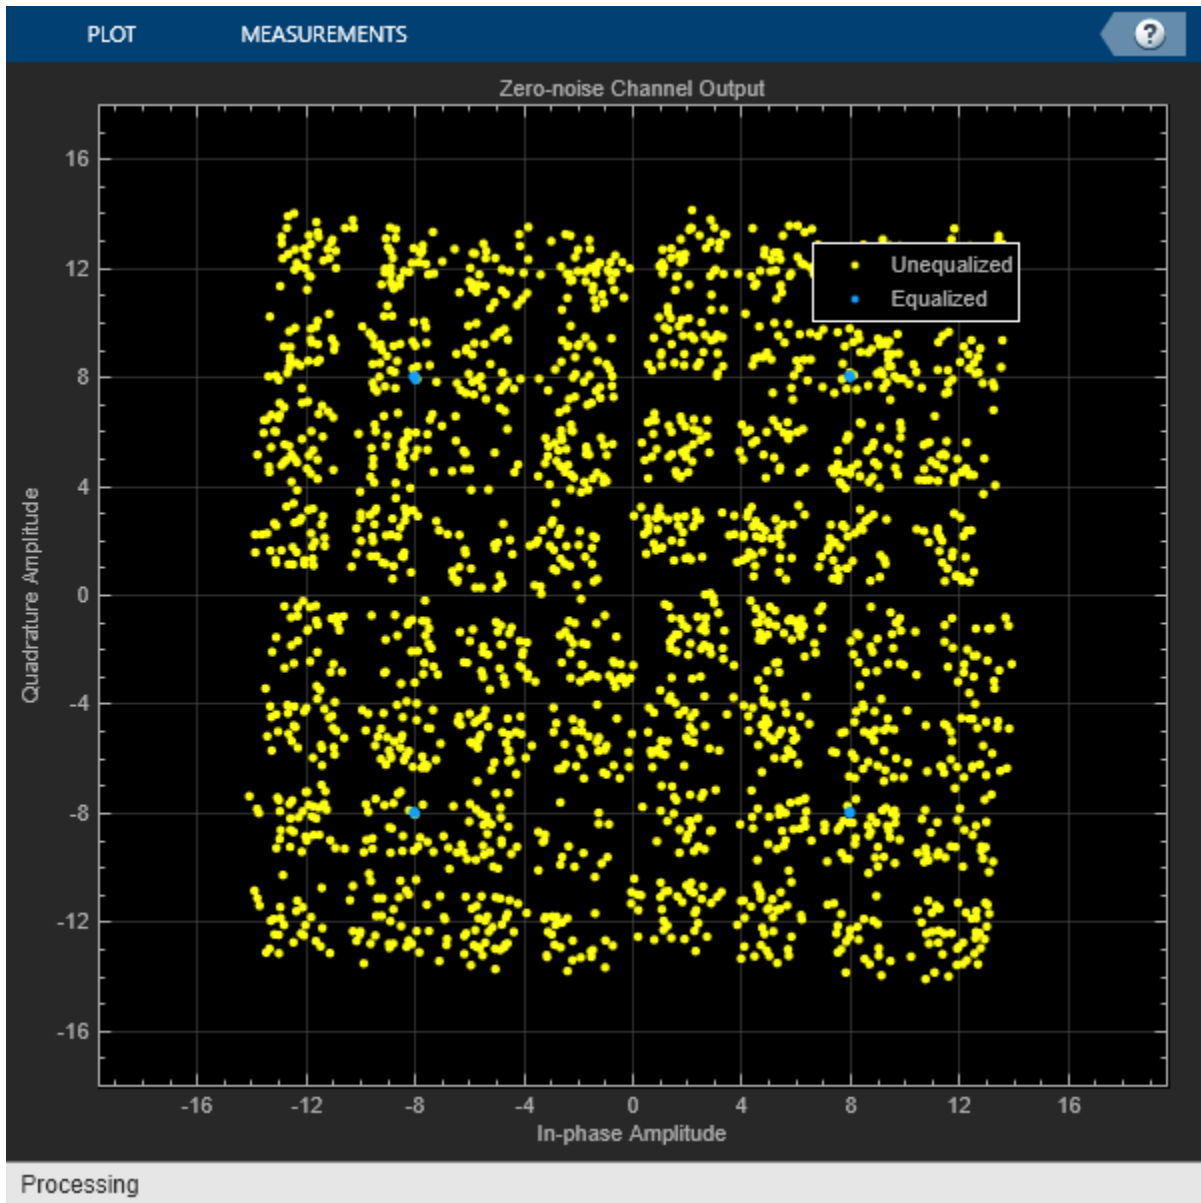 PLOT MEASUREMENTS ?
Zero-noise Channel Output
16
12
8
4
0
-4
-8
-12
-16
Quadrature Amplitude
Unequalized
Equalized
-16 -12 -8 -4 0 4 8 12 16
In-phase Amplitude
Processing